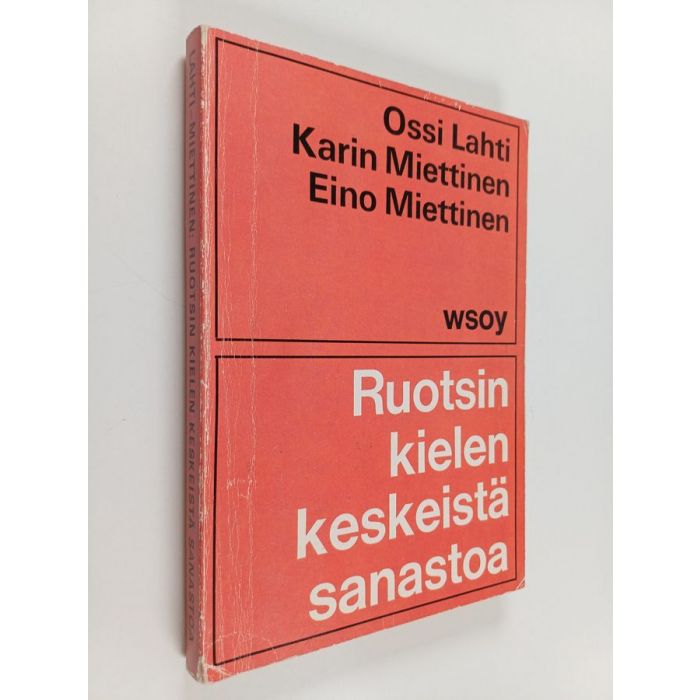 Ossi Lahti
Karin Miettinen
Eino Miettinen
wsoy
Ruotsin
kielen
keskeistä
sanastoa
LAHTI - MIETTINEN: RUOTSIN KIELEN KESKEISTÄ SANASTOA